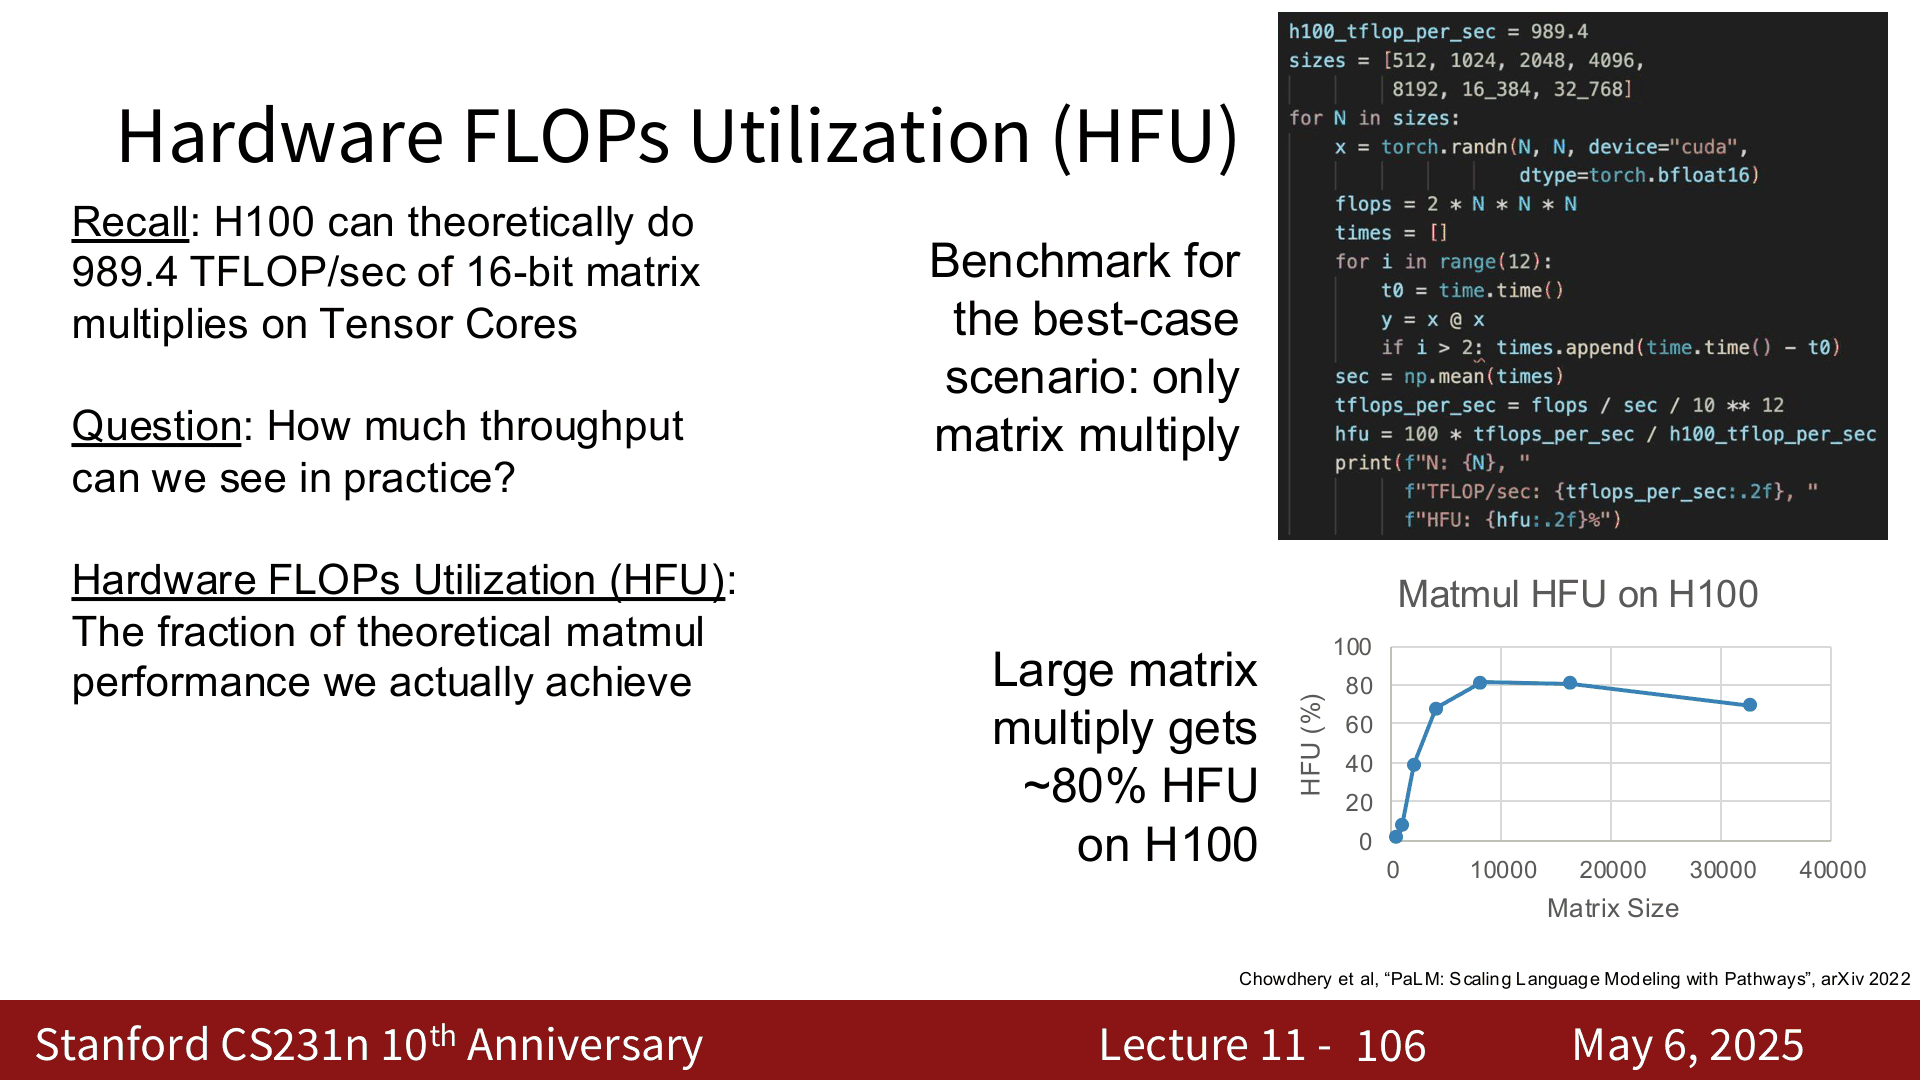 Hardware FLOPs Utilization (HFU)
Recall: H100 can theoretically do
989.4 TFLOP/sec of 16-bit matrix
multiplies on Tensor Cores
Question: How much throughput
can we see in practice?
Hardware FLOPs Utilization (HFU):
The fraction of theoretical matmul
performance we actually achieve
Benchmark for
the best-case
scenario: only
matrix multiply
Large matrix
multiply gets
~80% HFU
on H100
h100_tflop_per_sec = 989.4
sizes = [512, 1024, 2048, 4096,
8192, 16_384, 32_768]
for N in sizes:
x = torch.randn(N, N, device="cuda",
dtype=torch.bfloat16)
flops = 2 * N * N * N
times = []
for i in range(12):
t0 = time.time()
y = x @ x
if i > 2: times.append(time.time() - t0)
sec = np.mean(times)
tflops_per_sec = flops / sec / 10 ** 12
hfu = 100 * tflops_per_sec / h100_tflop_per_sec
print(f"N: {N}, "
f"TFLOP/sec: {tflops_per_sec:.2f}, "
f"HFU: {hfu:.2f}%")
Matmul HFU on H100
HFU (%)
100
80
60
40
20
0
0 10000 20000 30000 40000
Matrix Size
Chowdhery et al, “PaLM: Scaling Language Modeling with Pathways”, arXiv 2022
Stanford CS231n 10th Anniversary
Lecture 11 - 106
May 6, 2025